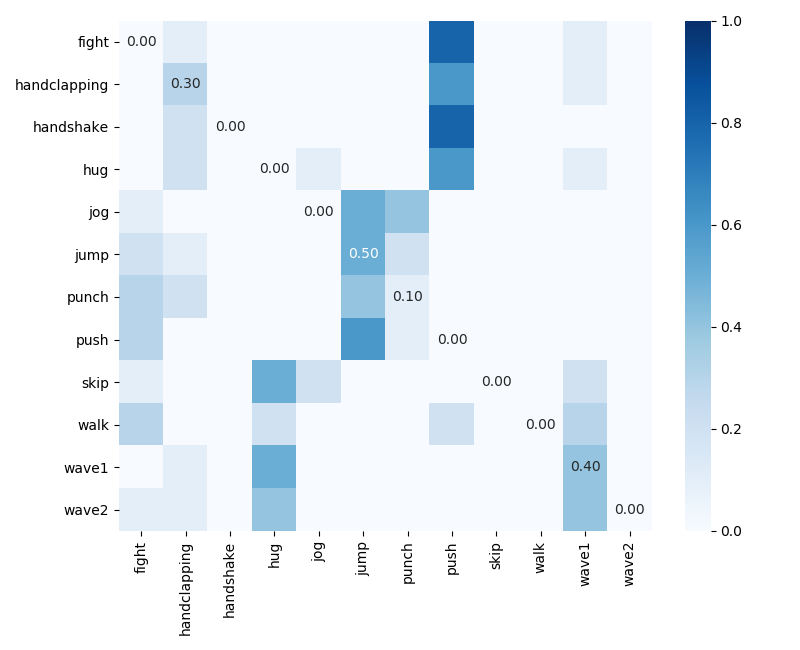 fight 0.00
handclapping 0.30
handshake 0.00
hug 0.00
jog 0.00
jump 0.50
punch 0.10
push 0.00
skip 0.00
walk 0.00
wave1 0.40
wave2 0.00
fight handclapping handshake hug jog jump punch push skip walk wave1 wave2
1.0
0.8
0.6
0.4
0.2
0.0